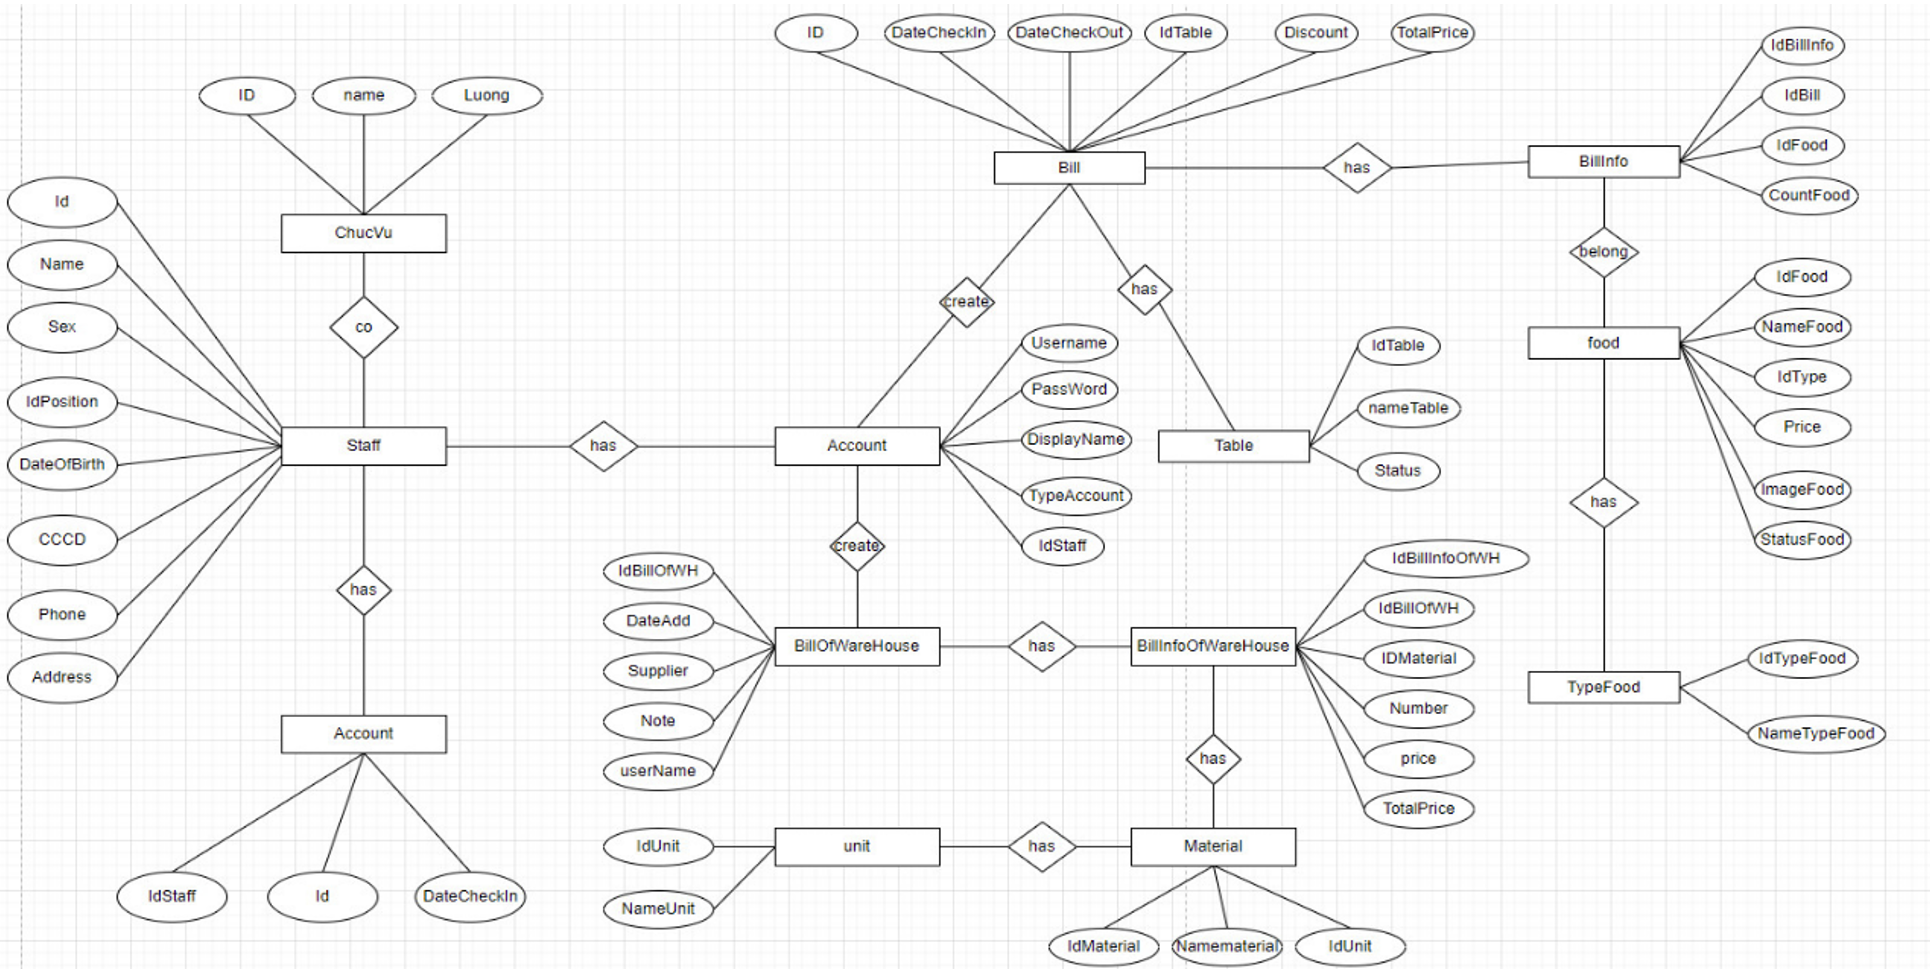 ID
DateCheckIn
DateCheckOut
IdTable
Discount
TotalPrice
IdBillInfo
IdBill
IdFood
CountFood
ID
name
Luong
Bill
has
BillInfo
ChucVu
belong
Id
Name
Sex
IdPosition
DateOfBirth
CCCD
Phone
Address
co
create
has
IdFood
NameFood
IdType
Price
ImageFood
StatusFood
food
Username
PassWord
DisplayName
TypeAccount
IdStaff
IdTable
nameTable
Status
Staff
has
Account
Table
has
create
has
IdBillOfWH
DateAdd
Supplier
Note
userName
BillOfWareHouse
has
BillInfoOfWareHouse
IdBillInfoOfWH
IdBillOfWH
IDMaterial
Number
price
TotalPrice
TypeFood
IdTypeFood
NameTypeFood
Account
has
IdStaff
Id
DateCheckIn
IdUnit
NameUnit
unit
has
Material
IdMaterial
Namematerial
IdUnit